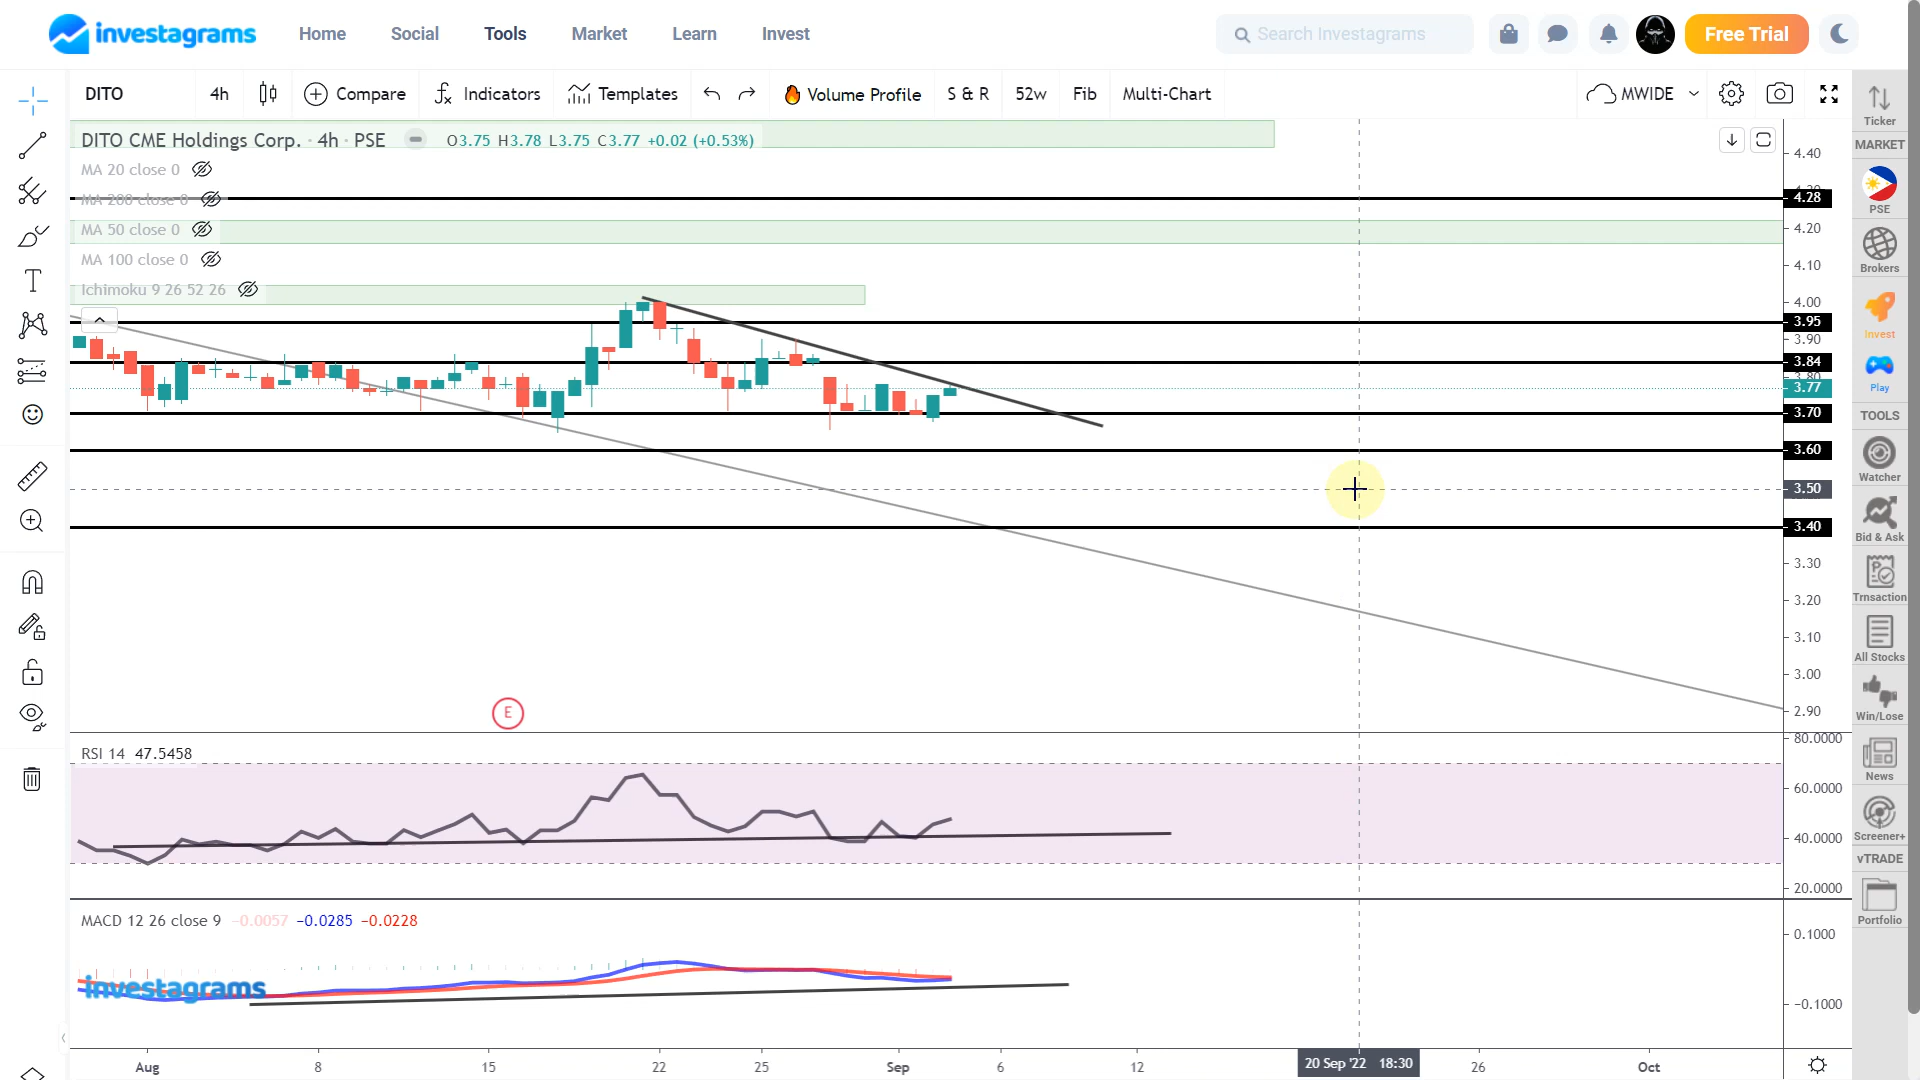 investagrams Home Social Tools Market Learn Invest Search Investagrams Free Trial
DITO 4h Compare Indicators Templates Volume Profile S & R 52w Fib Multi-Chart MWIDE
DITO CME Holdings Corp. · 4h · PSE O3.75 H3.78 L3.75 C3.77 +0.02 (+0.53%)
MA 20 close 0
MA 200 close 0
MA 50 close 0
MA 100 close 0
Ichimoku 9 26 52 26
4.40
4.28
4.20
4.10
4.00
3.95
3.90
3.84
3.80
3.77
3.70
3.60
3.50
3.40
3.30
3.20
3.10
3.00
2.90
E
RSI 14 47.5458
80.0000
60.0000
40.0000
20.0000
MACD 12 26 close 9 −0.0057 −0.0285 −0.0228
0.1000
−0.1000
investagrams
Aug 8 15 22 25 Sep 6 12 20 Sep '22 18:30 26 Oct
Ticker
MARKET
PSE
Brokers
Invest
Play
TOOLS
Watcher
Bid & Ask
Trnsaction
All Stocks
Win/Lose
News
Screener+
vTRADE
Portfolio